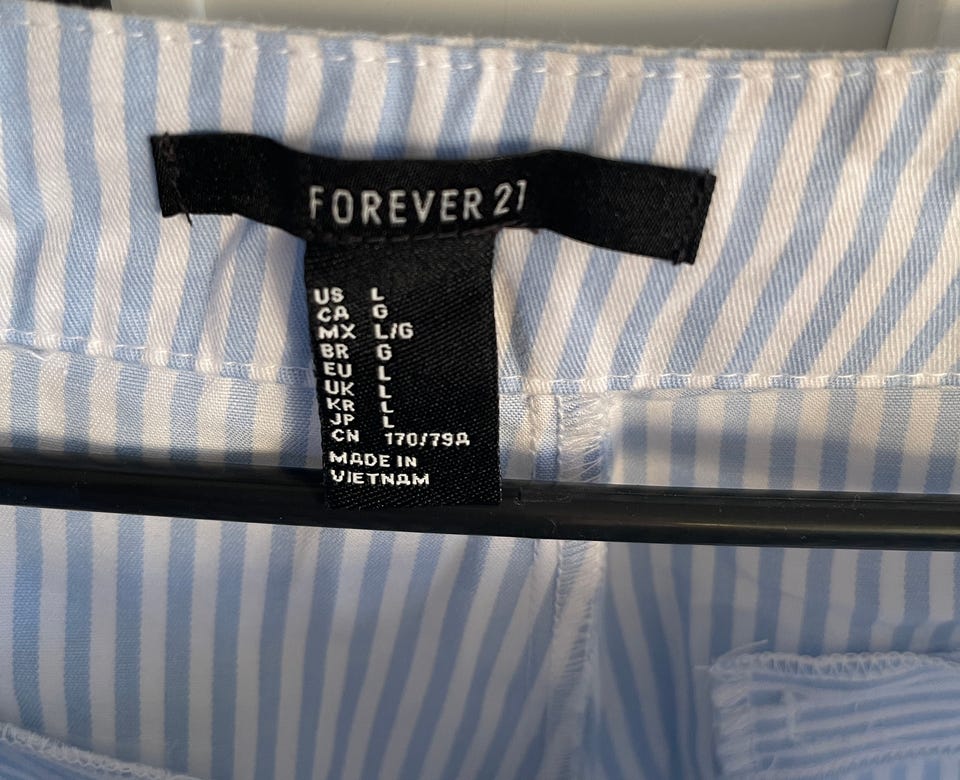 FOREVER 21
US L
CA G
MX L/G
BR G
EU L
UK L
KR L
JP L
CN 170/79A
MADE IN
VIETNAM